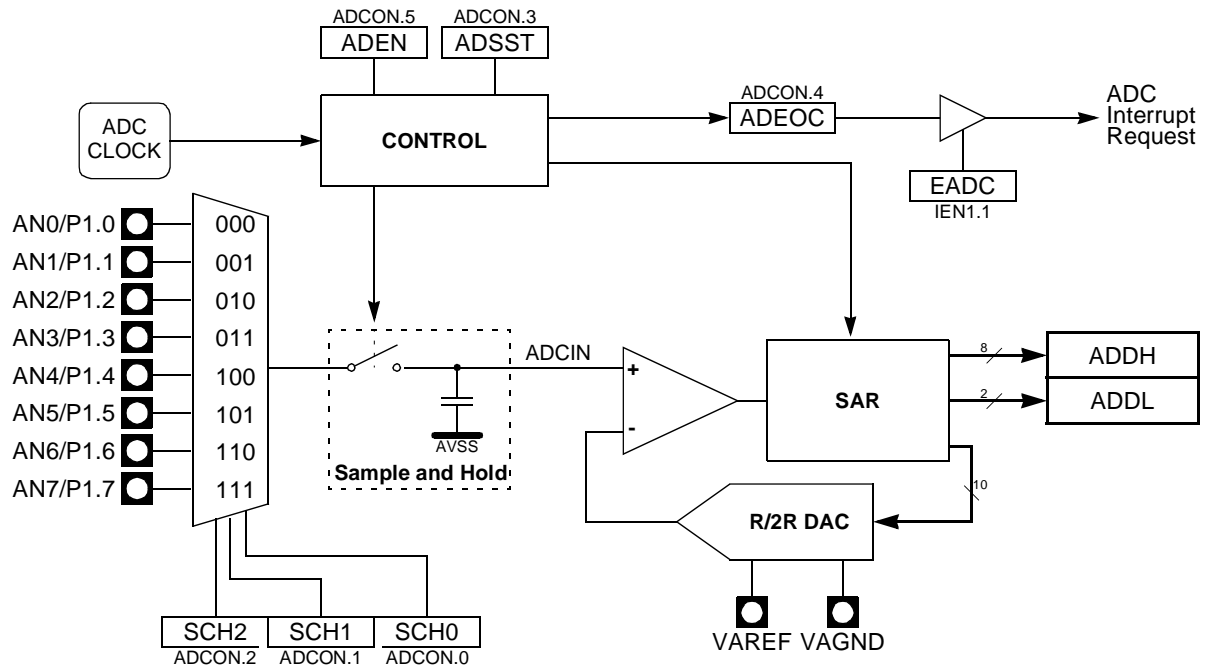 ADCON.5
ADCON.3
ADEN
ADSST
ADCON.4
ADC
CLOCK
CONTROL
ADEOC
ADC
Interrupt
Request
EADC
IEN1.1
AN0/P1.0
000
AN1/P1.1
001
AN2/P1.2
010
AN3/P1.3
011
AN4/P1.4
100
AN5/P1.5
101
AN6/P1.6
110
AN7/P1.7
111
ADCIN
AVSS
Sample and Hold
+
-
SAR
8
ADDH
2
ADDL
10
R/2R DAC
VAREF
VAGND
SCH2
SCH1
SCH0
ADCON.2
ADCON.1
ADCON.0